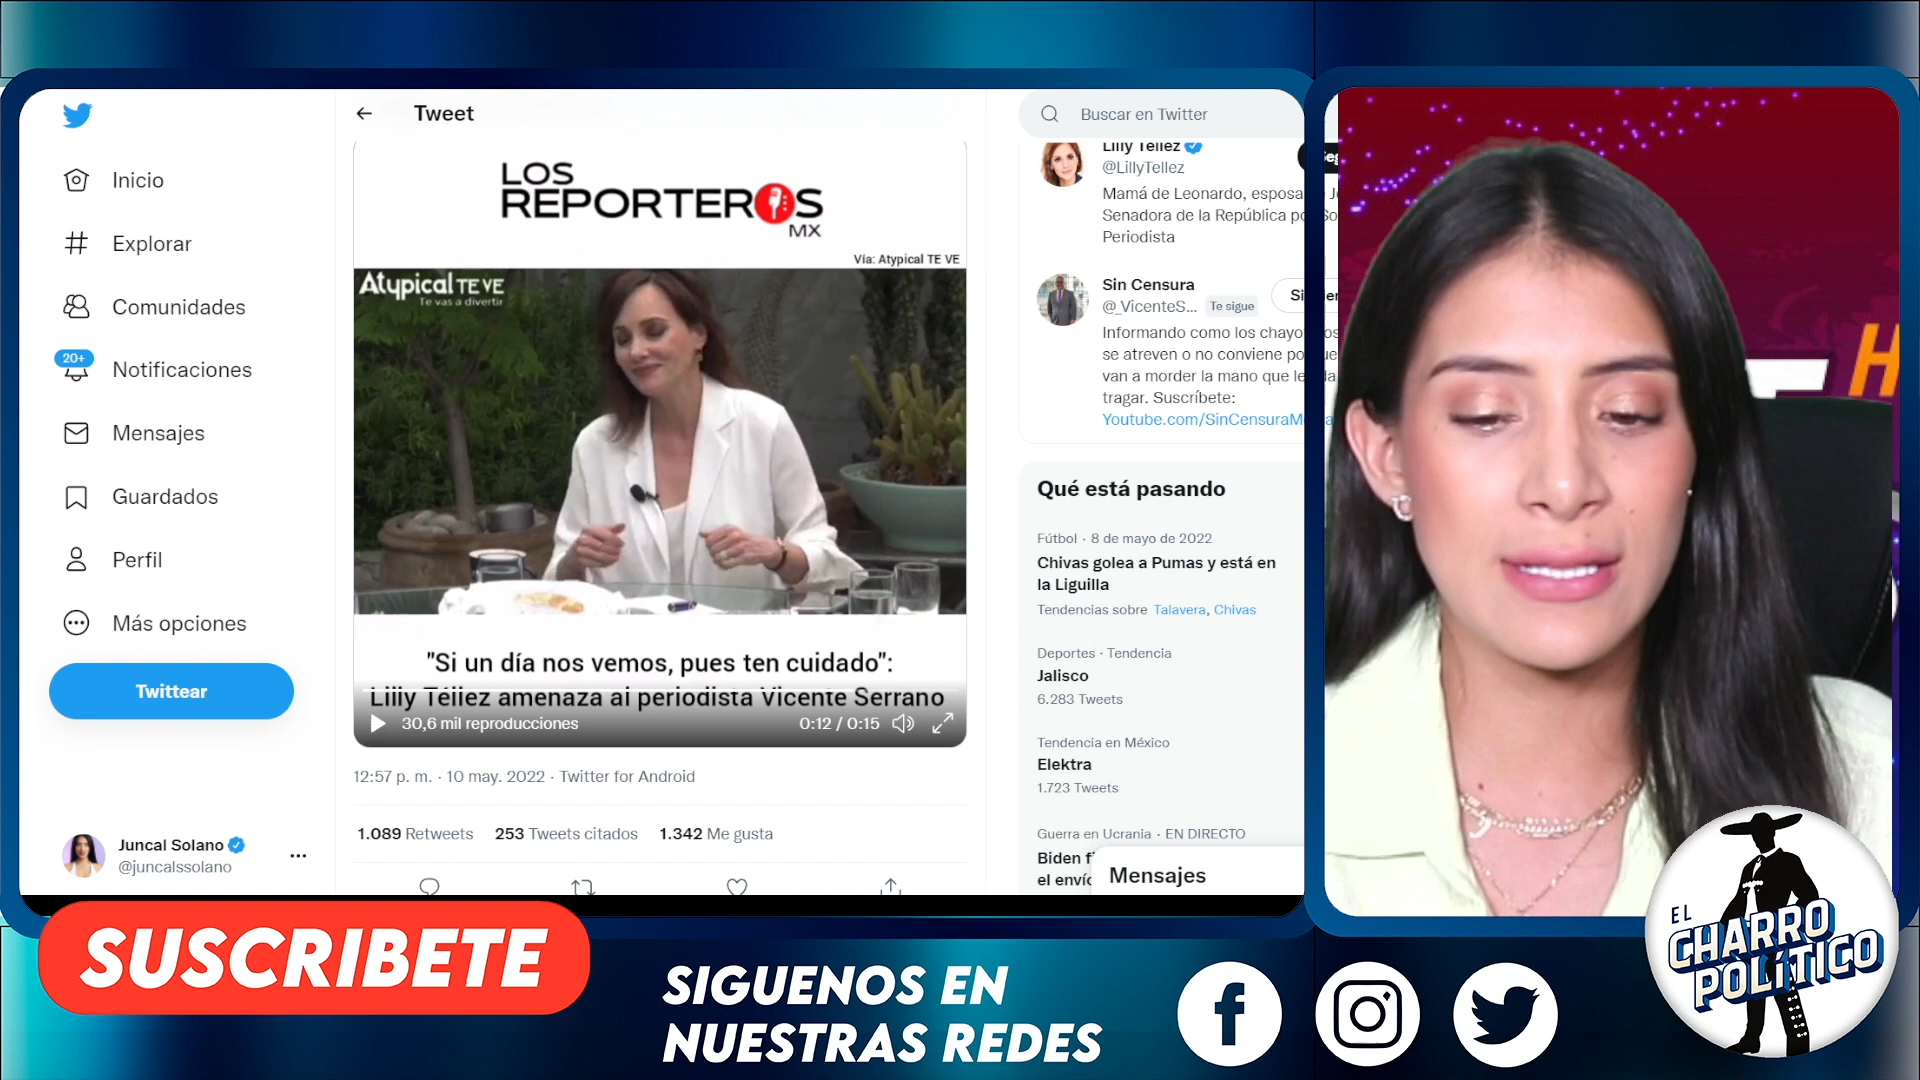 Tweet
Buscar en Twitter
Inicio
Explorar
Comunidades
20+
Notificaciones
Mensajes
Guardados
Perfil
Más opciones
Twittear
Juncal Solano
@juncalssolano
LOS
REPORTEROS
MX
Vía: Atypical TE VE
Atypical TE VE
Te vas a divertir
"Si un día nos vemos, pues ten cuidado":
Lilly Téllez amenaza al periodista Vicente Serrano
30,6 mil reproducciones
0:12 / 0:15
12:57 p. m. · 10 may. 2022 · Twitter for Android
1.089 Retweets 253 Tweets citados 1.342 Me gusta
Lilly Téllez
@LillyTellez
Mamá de Leonardo, esposa
Senadora de la República po
Periodista
Sin Censura
@_VicenteS... Te sigue
Informando como los chayo
se atreven o no conviene po
van a morder la mano que le da
tragar. Suscríbete:
Youtube.com/SinCensuraM
Qué está pasando
Fútbol · 8 de mayo de 2022
Chivas golea a Pumas y está en
la Liguilla
Tendencias sobre Talavera, Chivas
Deportes · Tendencia
Jalisco
6.283 Tweets
Tendencia en México
Elektra
1.723 Tweets
Guerra en Ucrania · EN DIRECTO
Biden f
el envío
Mensajes
SUSCRIBETE
SIGUENOS EN
NUESTRAS REDES
EL
CHARRO
POLÍTICO